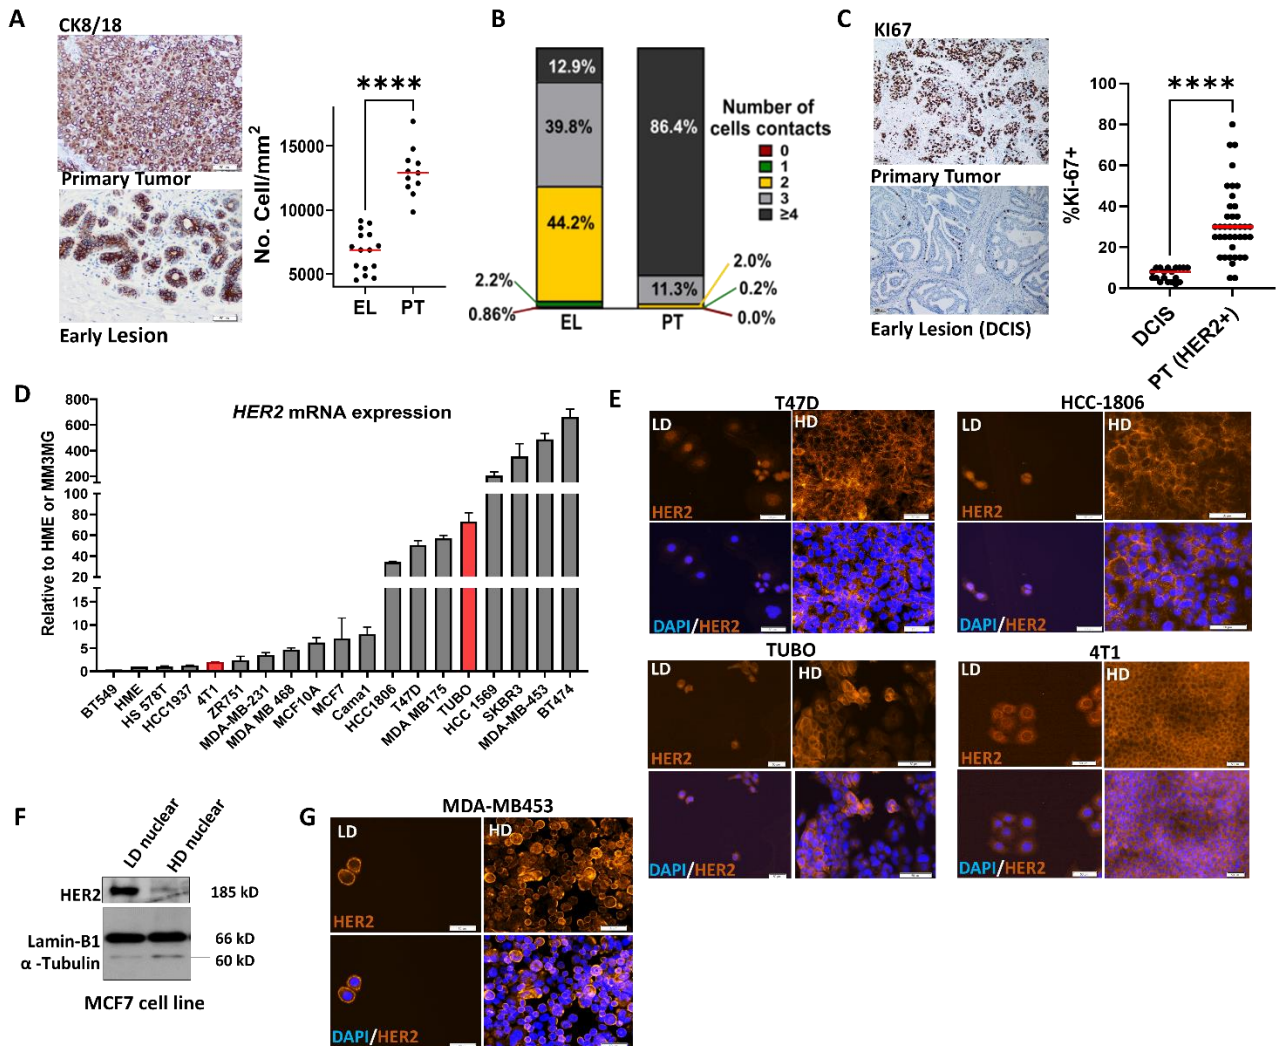 A
CK8/18
Primary Tumor
Early Lesion
No. Cell/mm²
15000
10000
5000
****
EL
PT
B
12.9%
39.8%
44.2%
2.2%
0.86%
EL
86.4%
11.3%
2.0%
0.2%
0.0%
PT
Number of
cells contacts
0
1
2
3
≥4
C
KI67
Primary Tumor
Early Lesion (DCIS)
%Ki-67+
100
80
60
40
20
0
****
DCIS
PT (HER2+)
D
HER2 mRNA expression
Relative to HME or MM3MG
800
600
400
200
100
80
60
40
20
15
10
5
0
BT549
HME
HS 578T
HCC1937
4T1
ZR751
MDA-MB-231
MDA MB 468
MCF10A
MCF7
Cama1
HCC1806
T47D
MDA MB175
TUBO
HCC 1569
SKBR3
MDA-MB-453
BT474
E
T47D
LD
HD
HER2
DAPI/HER2
HCC-1806
LD
HD
HER2
DAPI/HER2
TUBO
LD
HD
HER2
DAPI/HER2
4T1
LD
HD
HER2
DAPI/HER2
F
LD nuclear
HD nuclear
HER2
185 kD
Lamin-B1
66 kD
α -Tubulin
60 kD
MCF7 cell line
G
MDA-MB453
LD
HD
HER2
DAPI/HER2